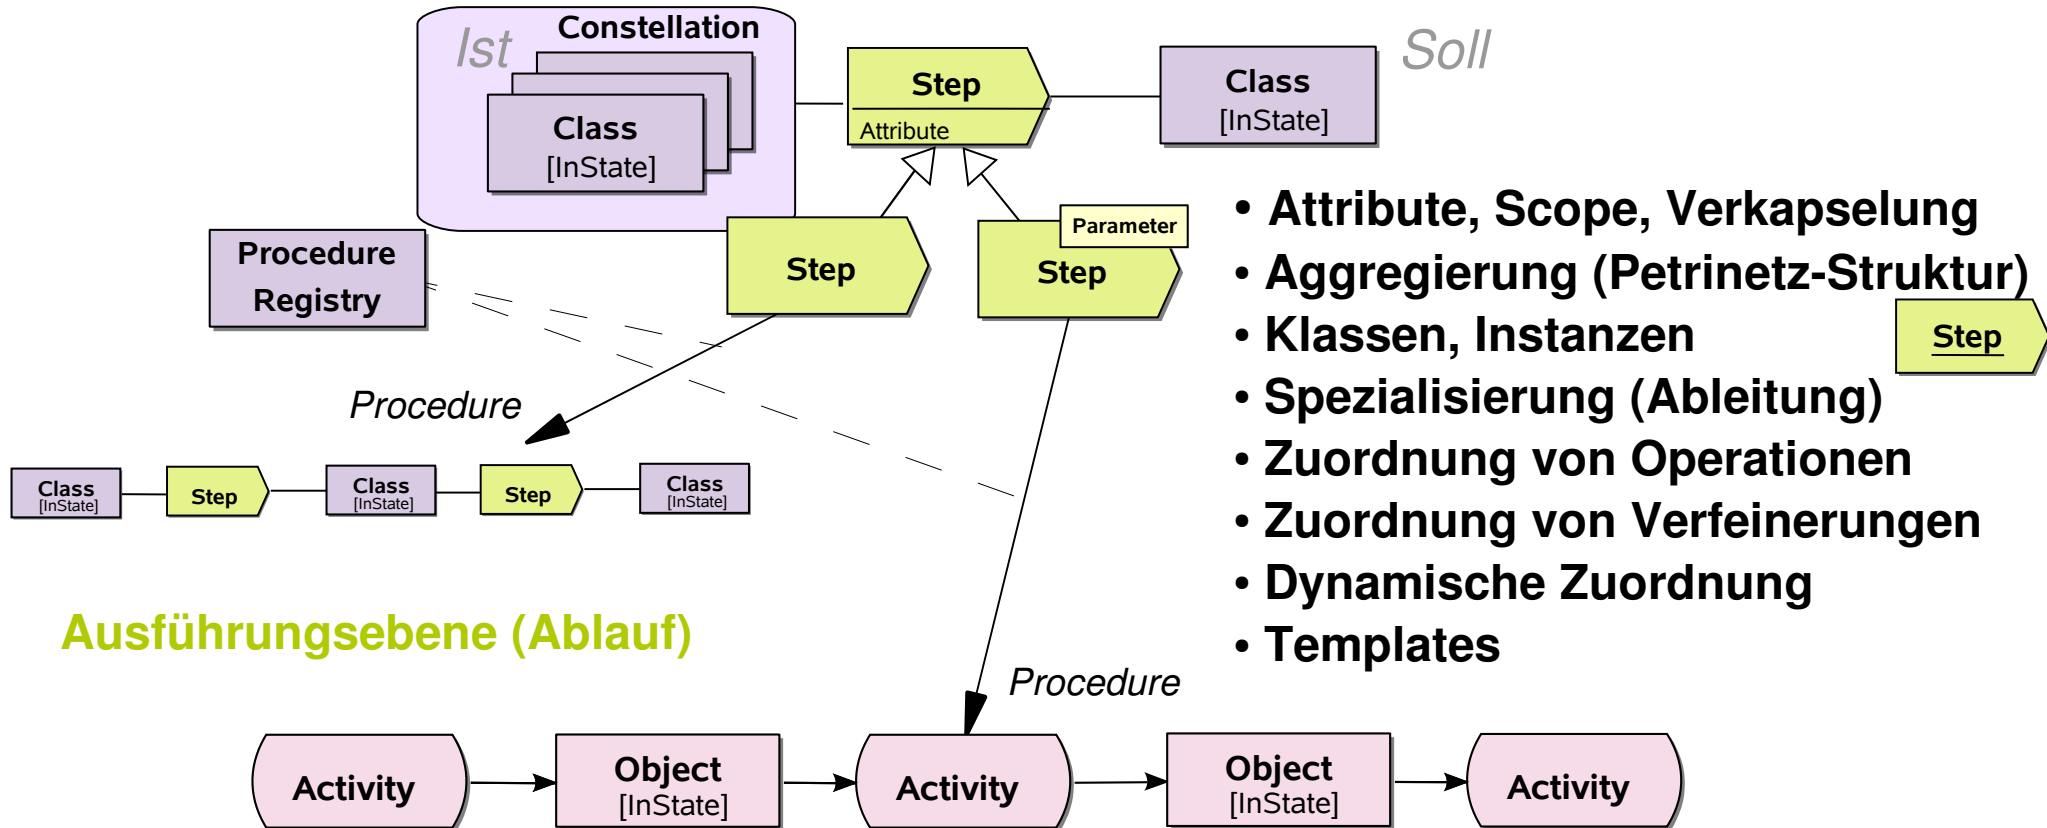 Ist
Constellation
Class
[InState]
Step
Attribute
Class
[InState]
Soll
Procedure
Registry
Step
Parameter
Step
• Attribute, Scope, Verkapselung
• Aggregierung (Petrinetz-Struktur)
• Klassen, Instanzen
Step
• Spezialisierung (Ableitung)
• Zuordnung von Operationen
• Zuordnung von Verfeinerungen
• Dynamische Zuordnung
• Templates
Procedure
Class
[InState]
Step
Class
[InState]
Step
Class
[InState]
Ausführungsebene (Ablauf)
Procedure
Activity
Object
[InState]
Activity
Object
[InState]
Activity